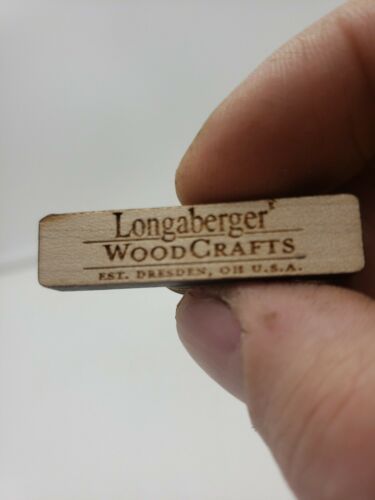 Longaberger®
WOODCRAFTS
EST. DRESDEN, OH U.S.A.